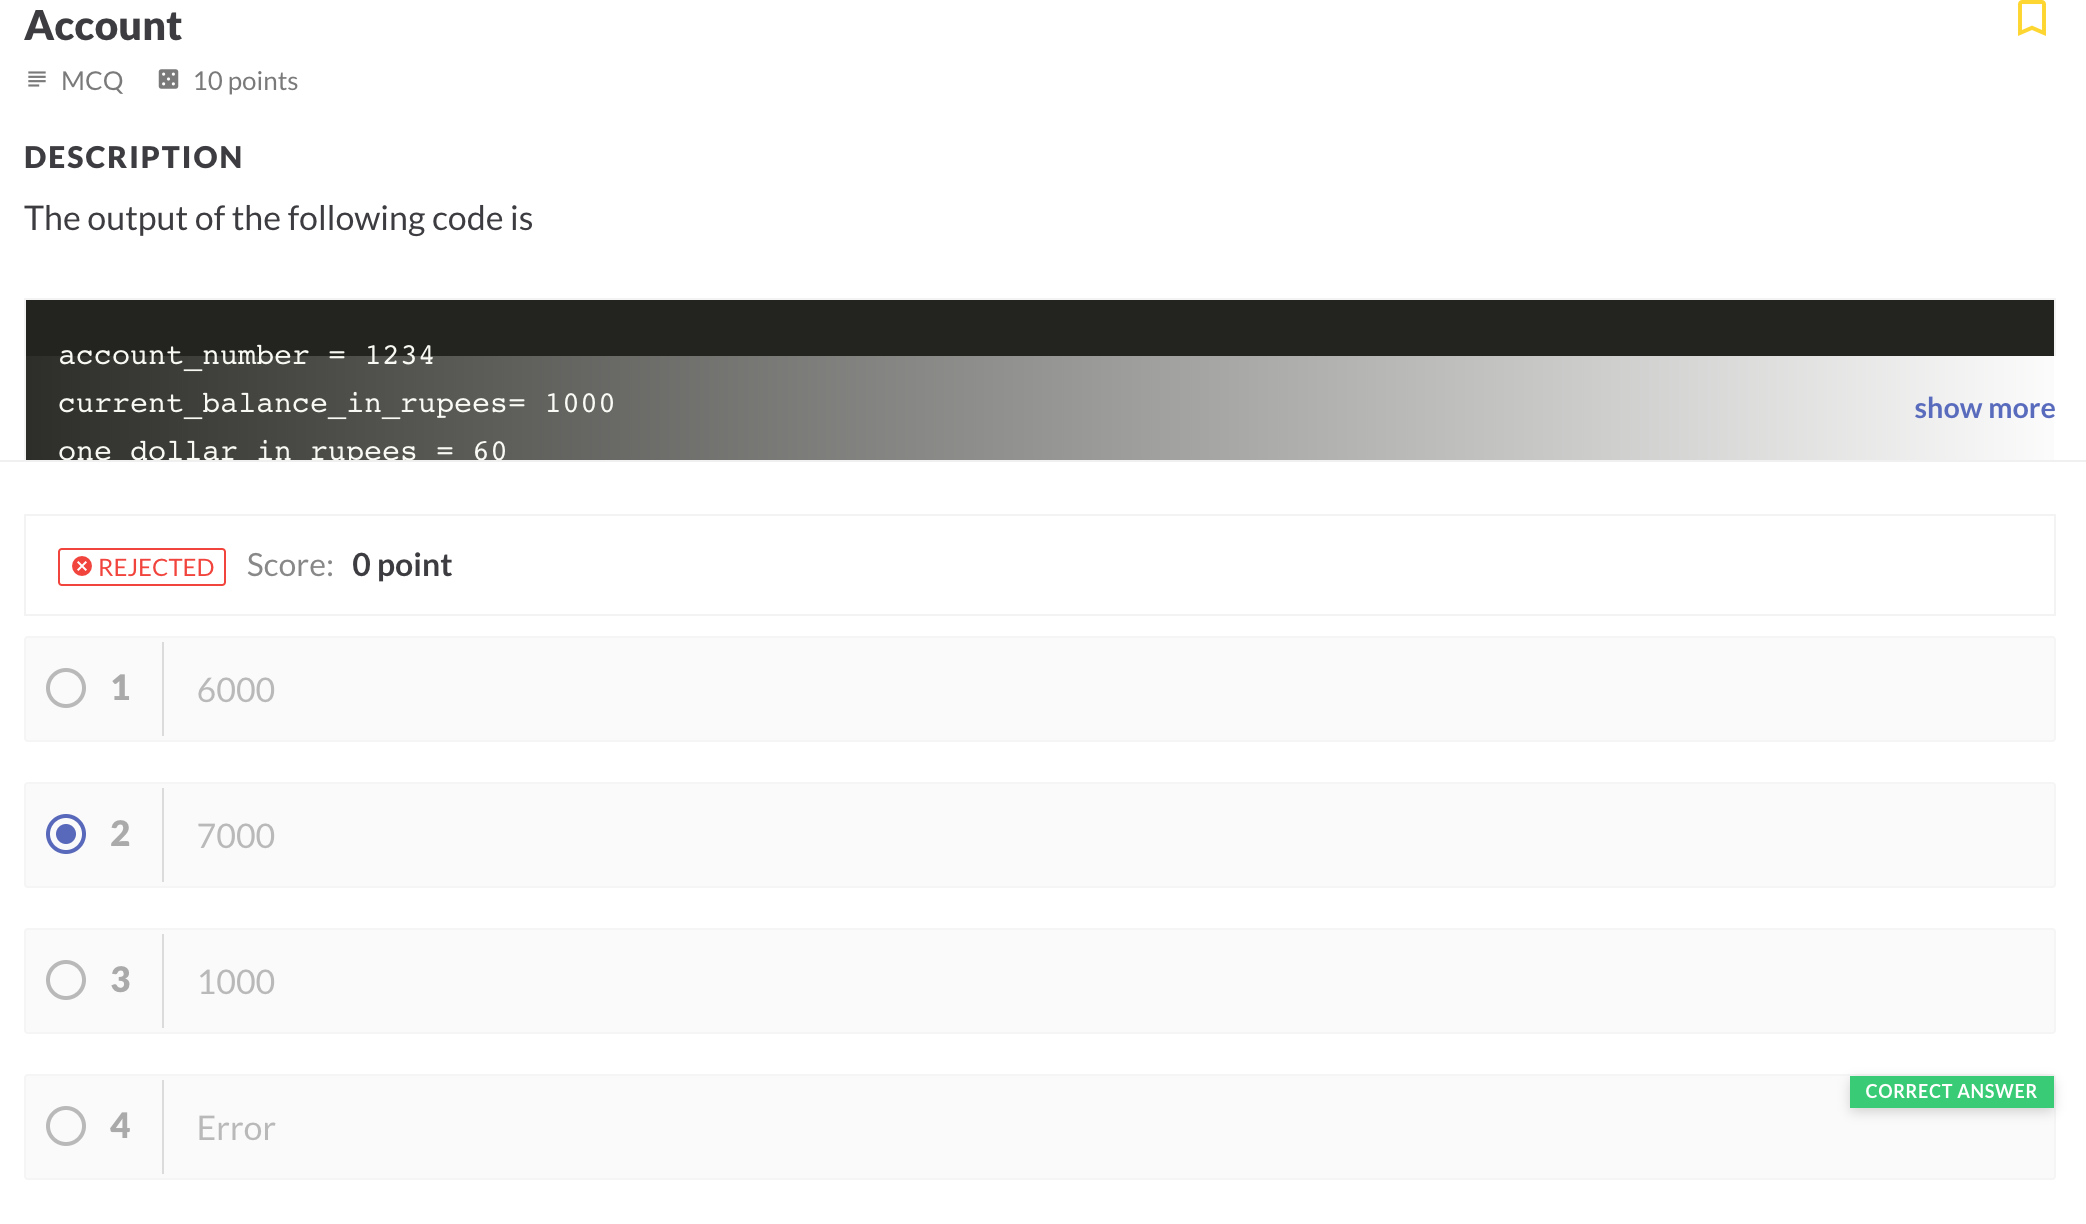 Account
MCQ 10 points
DESCRIPTION
The output of the following code is
account_number = 1234
current_balance_in_rupees= 1000
show more
one_dollar_in_rupees = 60
REJECTED Score: 0 point
1 6000
2 7000
3 1000
CORRECT ANSWER
4 Error